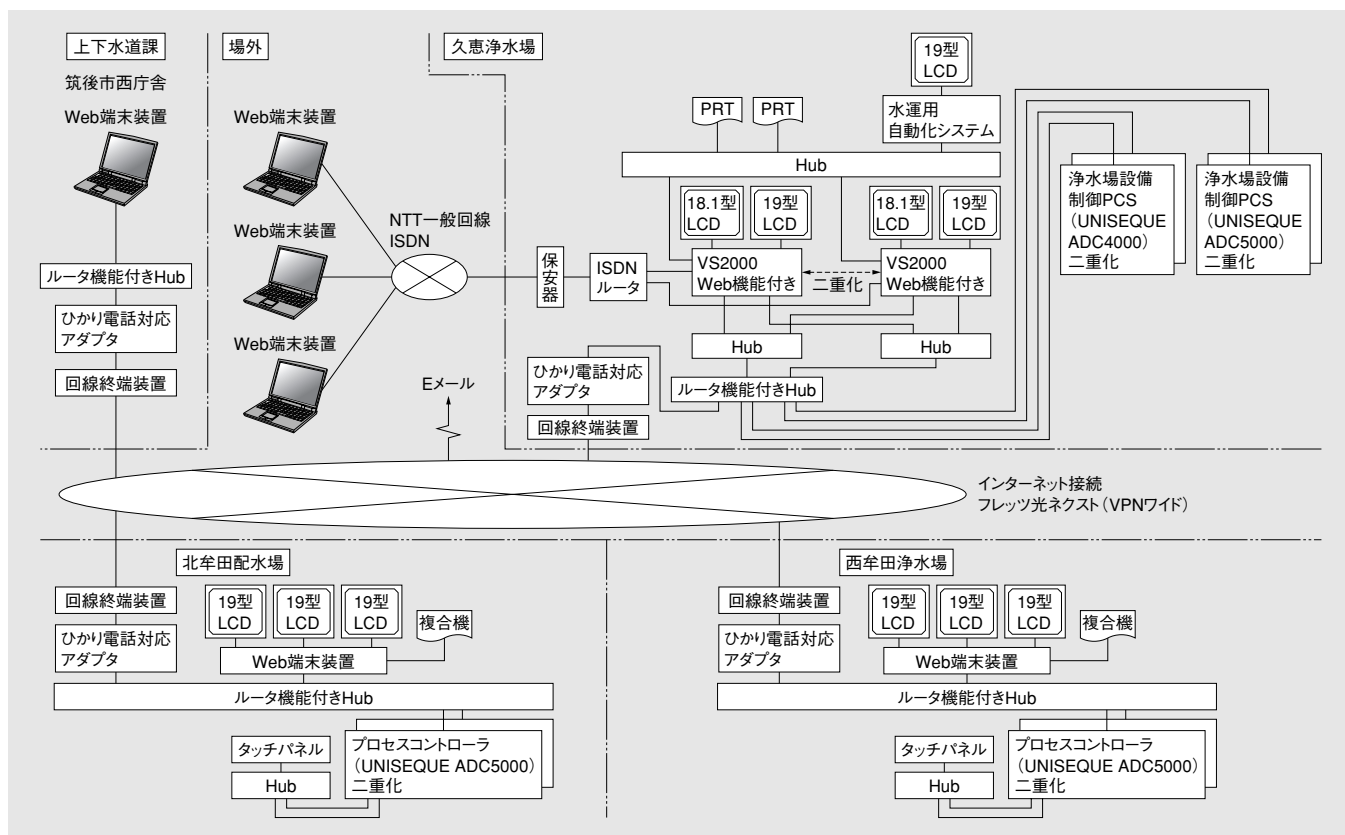 上下水道課
筑後市西庁舎
Web端末装置
ルータ機能付きHub
ひかり電話対応
アダプタ
回線終端装置
場外
Web端末装置
Web端末装置
Web端末装置
NTT一般回線
ISDN
Eメール
久恵浄水場
保安器
ISDN
ルータ
19型
LCD
PRT
PRT
水運用
自動化システム
Hub
18.1型
LCD
19型
LCD
18.1型
LCD
19型
LCD
VS2000
Web機能付き
二重化
VS2000
Web機能付き
Hub
Hub
ひかり電話対応
アダプタ
ルータ機能付きHub
回線終端装置
浄水場設備
制御PCS
（UNISEQUE
ADC4000）
二重化
浄水場設備
制御PCS
（UNISEQUE
ADC5000）
二重化
インターネット接続
フレッツ光ネクスト（VPNワイド）
北牟田配水場
回線終端装置
ひかり電話対応
アダプタ
19型
LCD
19型
LCD
19型
LCD
複合機
Web端末装置
ルータ機能付きHub
タッチパネル
Hub
プロセスコントローラ
（UNISEQUE ADC5000）
二重化
西牟田浄水場
回線終端装置
ひかり電話対応
アダプタ
19型
LCD
19型
LCD
19型
LCD
複合機
Web端末装置
ルータ機能付きHub
タッチパネル
Hub
プロセスコントローラ
（UNISEQUE ADC5000）
二重化